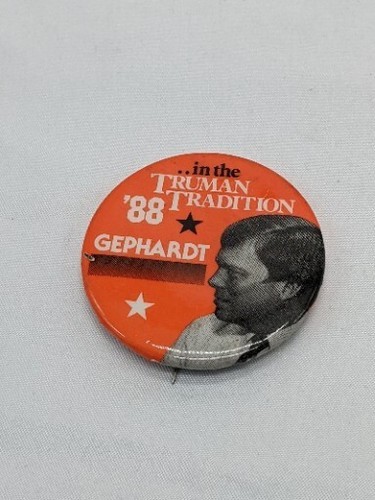 ..in the
TRUMAN
TRADITION
'88
GEPHARDT